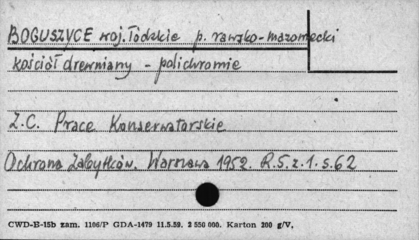 BOGUSZYCE woj. łódzkie p. rawsko-mazowiecki
kościół drewniany - polichromie
Z.C. Prace Konserwatorskie
Ochrona Zabytków. Warszawa 1952. R.5. z.1. s.62
CWD-B-15b zam. 1106/P GDA-1479 11.5.59. 2 550 000. Karton 200 g/V,